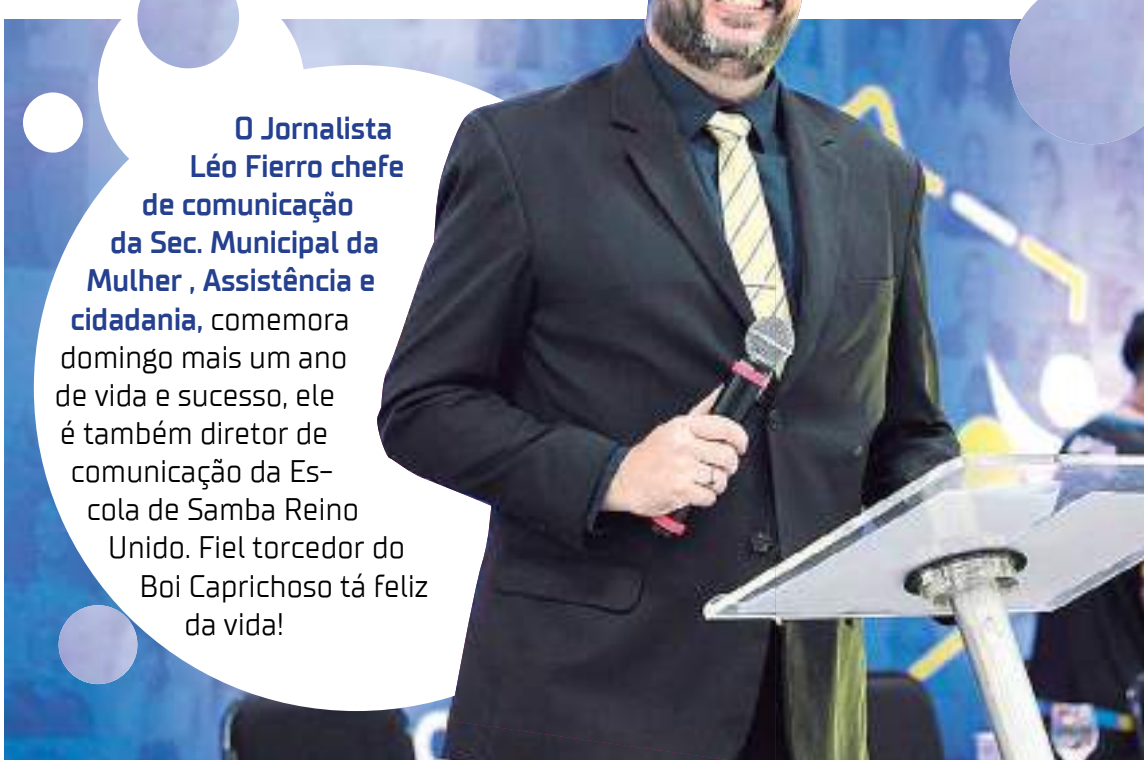 O Jornalista
Léo Fierro chefe
de comunicação
da Sec. Municipal da
Mulher , Assistência e
cidadania, comemora
domingo mais um ano
de vida e sucesso, ele
é também diretor de
comunicação da Es-
cola de Samba Reino
Unido. Fiel torcedor do
Boi Caprichoso tá feliz
da vida!